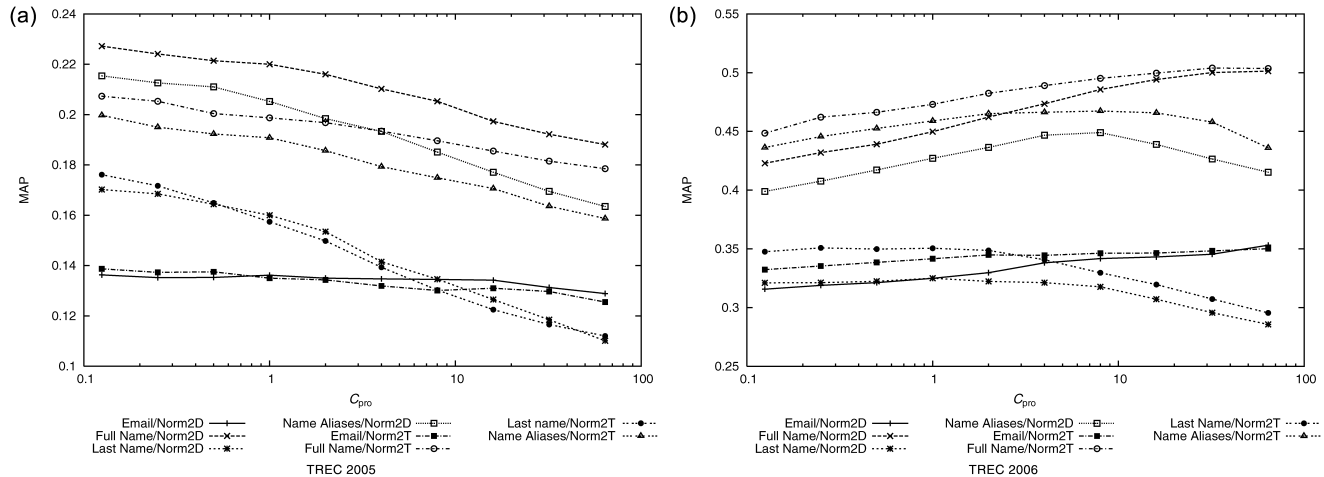 (a)
0.24
0.22
0.2
0.18
0.16
0.14
0.12
0.1
MAP
0.1 1 10 100
Cpro
Email/Norm2D
Full Name/Norm2D
Last Name/Norm2D
Name Aliases/Norm2D
Email/Norm2T
Full Name/Norm2T
Last name/Norm2T
Name Aliases/Norm2T
TREC 2005
(b)
0.55
0.5
0.45
0.4
0.35
0.3
0.25
MAP
0.1 1 10 100
Cpro
Email/Norm2D
Full Name/Norm2D
Last Name/Norm2D
Name Aliases/Norm2D
Email/Norm2T
Full Name/Norm2T
Last name/Norm2T
Name Aliases/Norm2T
TREC 2006